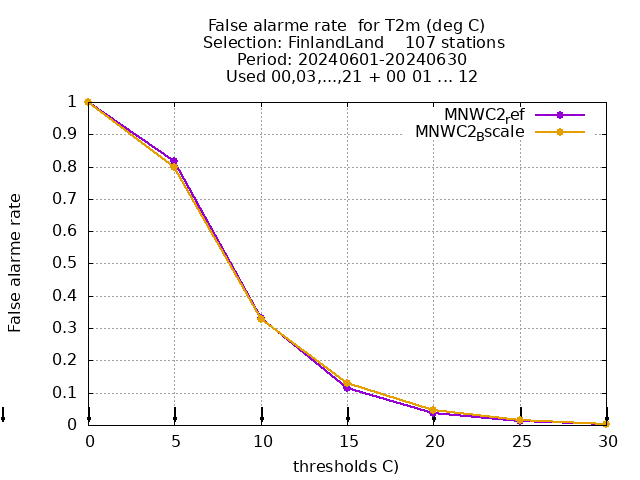 False alarme rate  for T2m (deg C)
Selection: FinlandLand    107 stations
Period: 20240601-20240630
Used 00,03,...,21 + 00 01 ... 12
MNWC2ref
MNWC2Bscale
False alarme rate
1
0.9
0.8
0.7
0.6
0.5
0.4
0.3
0.2
0.1
0
0 5 10 15 20 25 30
thresholds C)